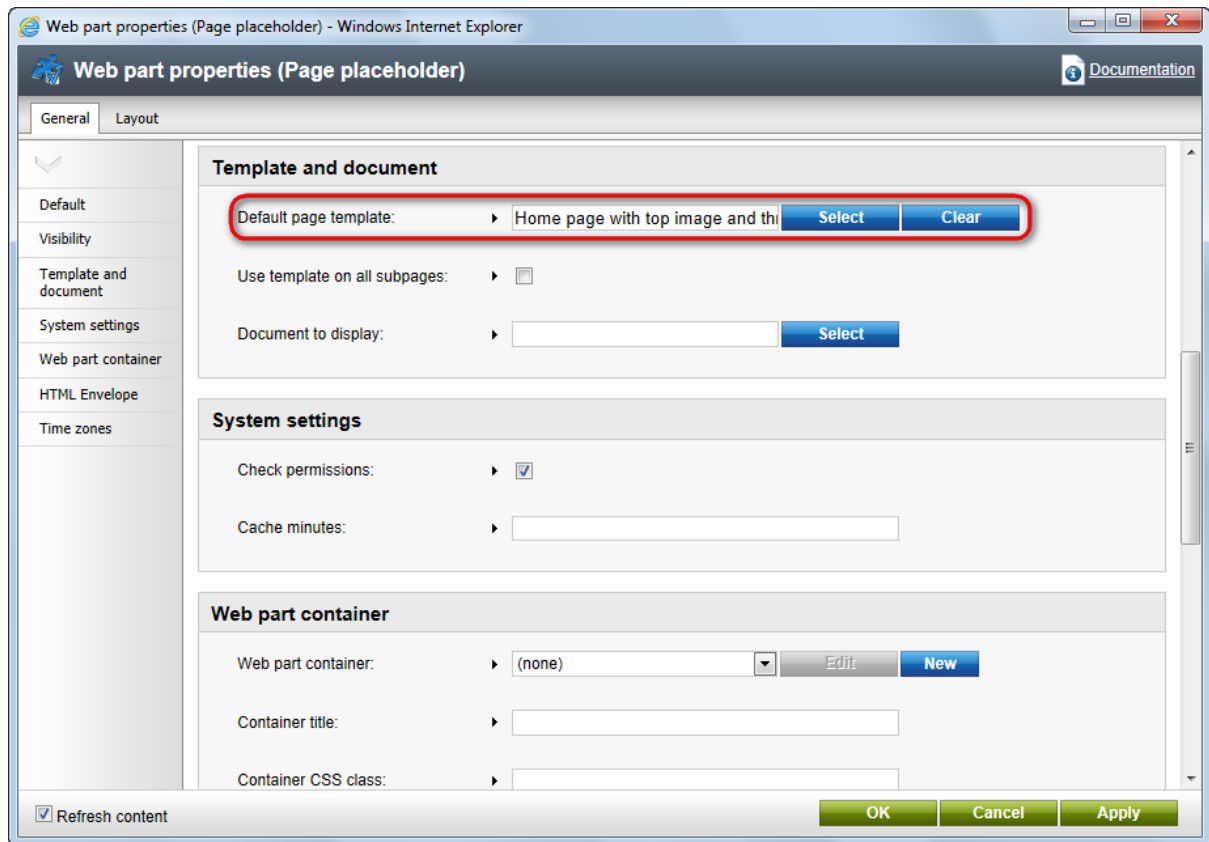 Web part properties (Page placeholder) - Windows Internet Explorer
Web part properties (Page placeholder)
Documentation
General Layout
Default
Visibility
Template and
document
System settings
Web part container
HTML Envelope
Time zones
Template and document
Default page template: Home page with top image and thr Select Clear
Use template on all subpages:
Document to display: Select
System settings
Check permissions:
Cache minutes:
Web part container
Web part container: (none) Edit New
Container title:
Container CSS class:
Refresh content OK Cancel Apply